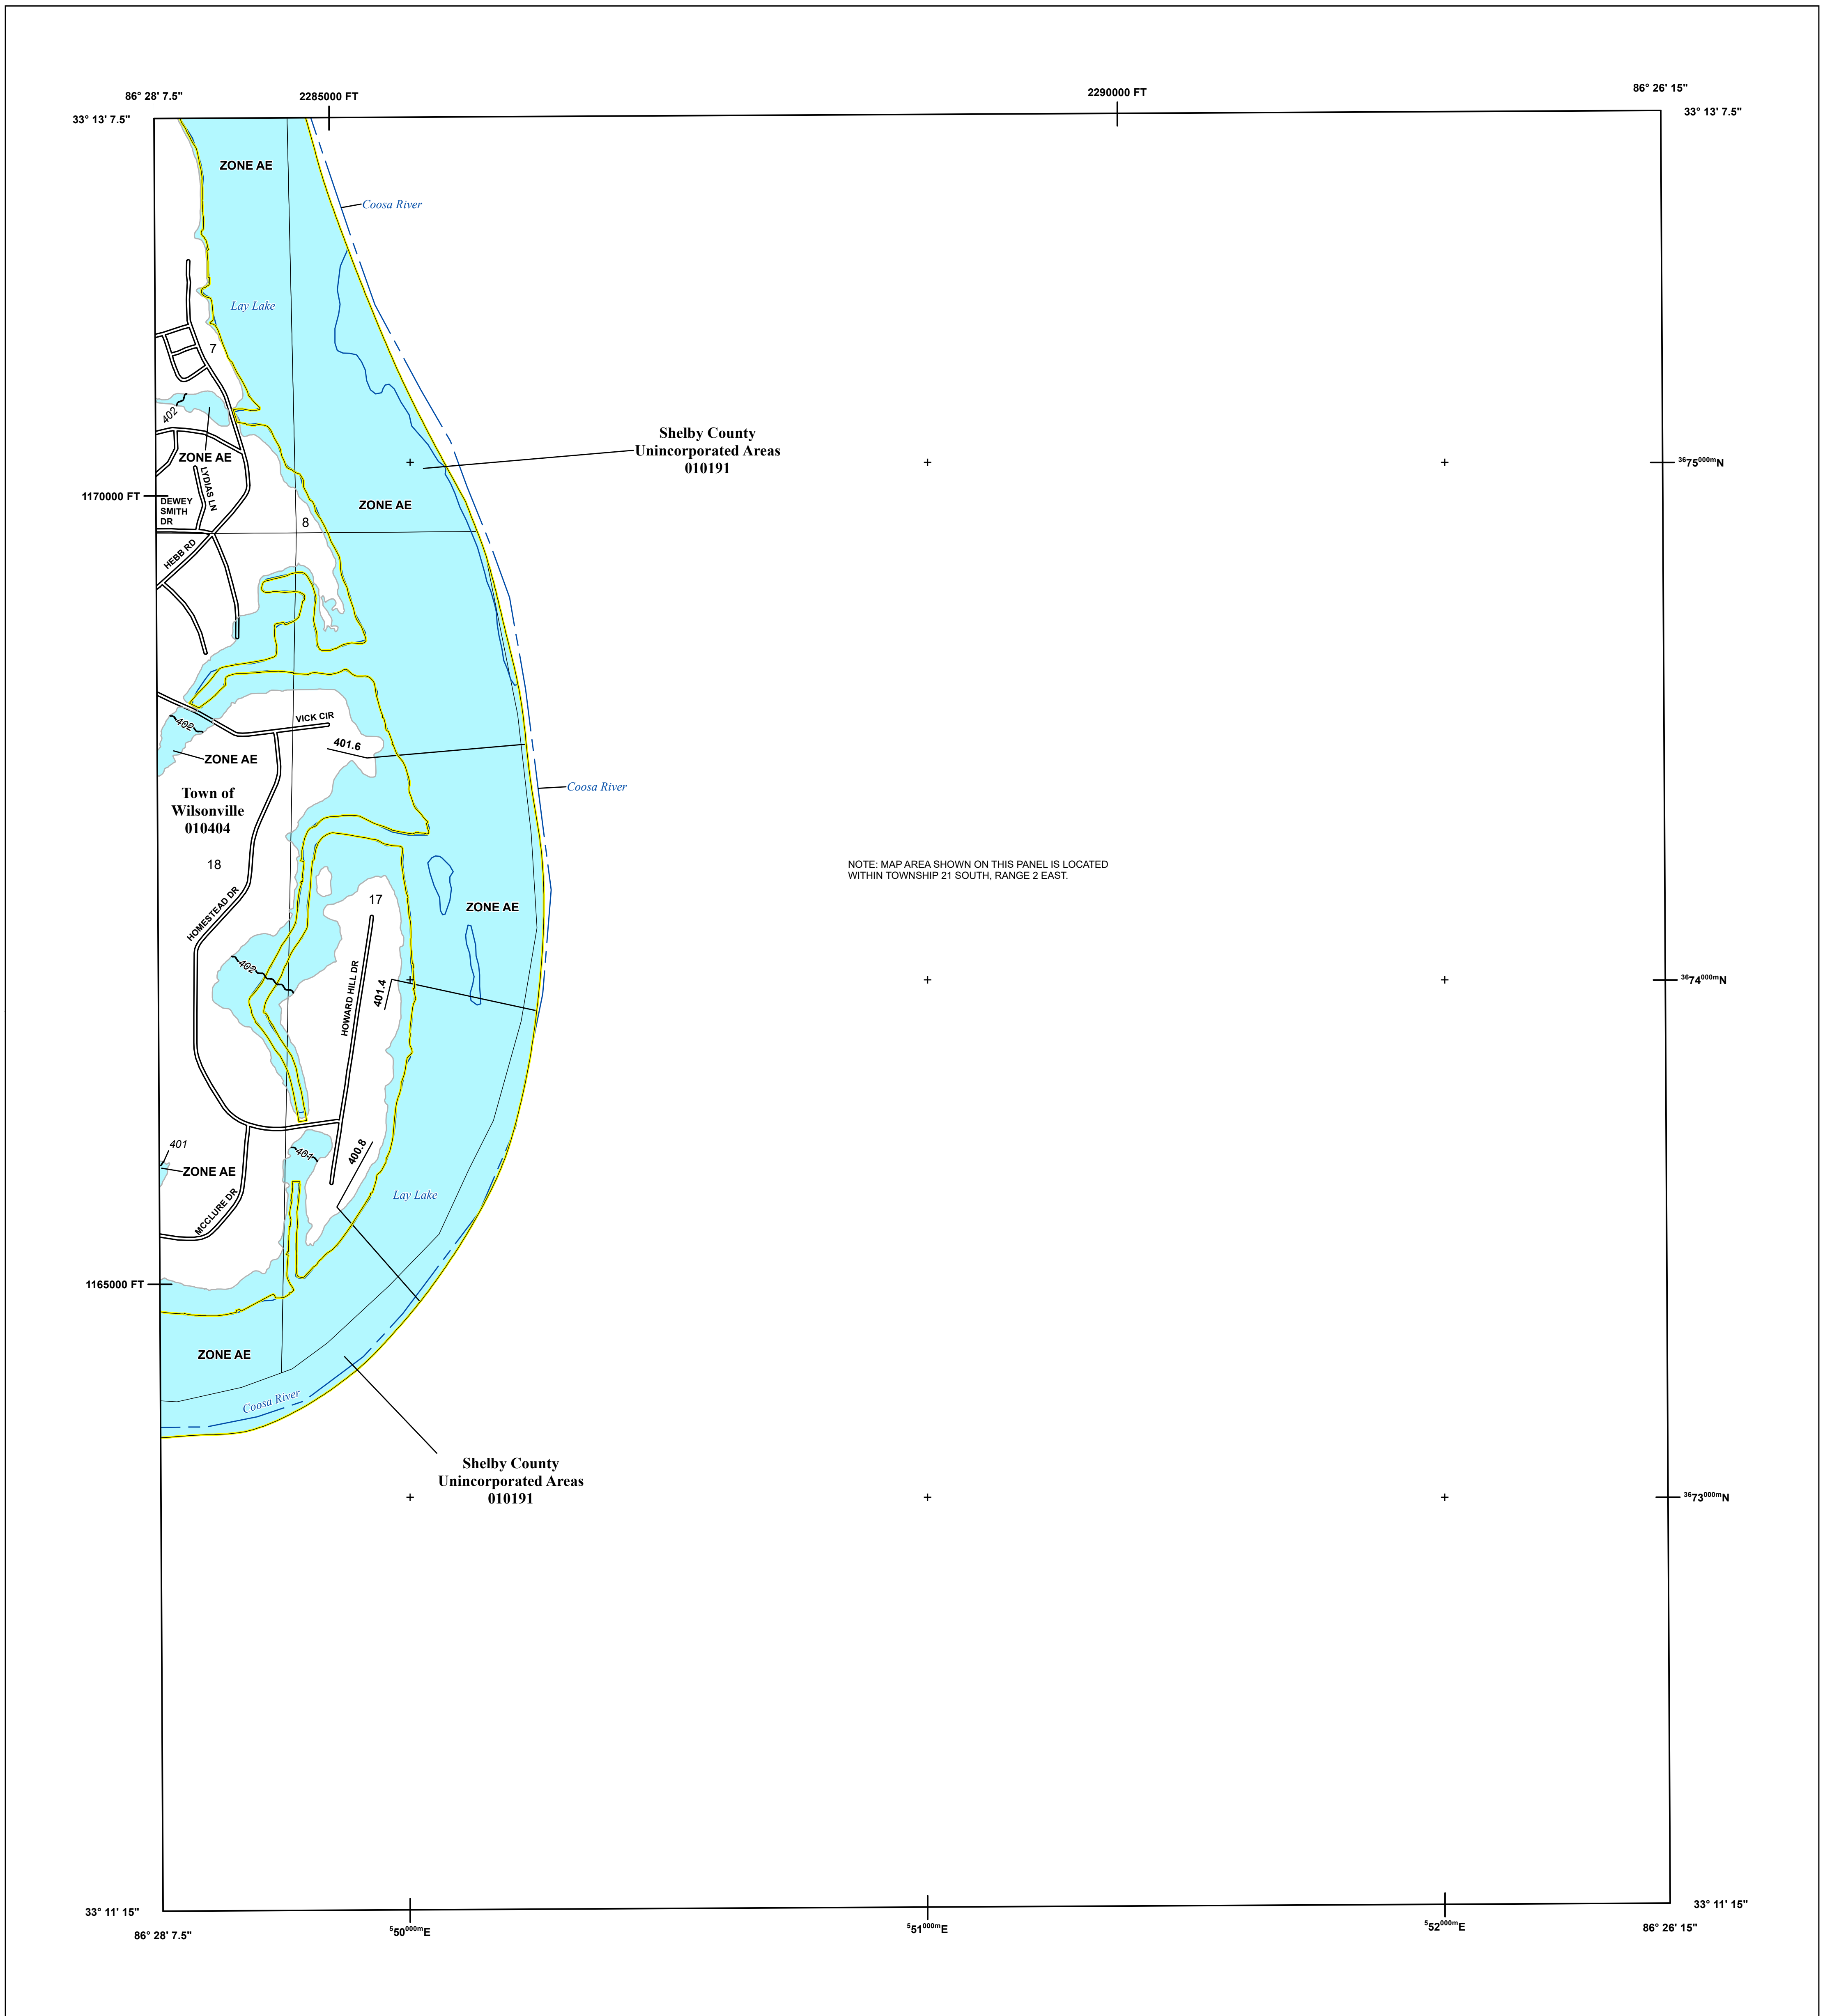 86° 28' 7.5"
2285000 FT
2290000 FT
86° 26' 15"
33° 13' 7.5"
33° 13' 7.5"
ZONE AE
Coosa River
Lay Lake
7
402
ZONE AE
LYDIAS LN
Shelby County
Unincorporated Areas
010191
3675000mN
1170000 FT
DEWEY
SMITH
DR
ZONE AE
8
HEBB RD
VICK CIR
402
401.6
ZONE AE
Coosa River
Town of
Wilsonville
010404
18
NOTE: MAP AREA SHOWN ON THIS PANEL IS LOCATED
WITHIN TOWNSHIP 21 SOUTH, RANGE 2 EAST.
17
ZONE AE
HOMESTEAD DR
402
HOWARD HILL DR
401.4
3674000mN
401
401
400.8
ZONE AE
MCCLURE DR
Lay Lake
1165000 FT
ZONE AE
Coosa River
Shelby County
Unincorporated Areas
010191
3673000mN
33° 11' 15"
33° 11' 15"
86° 28' 7.5"
550000mE
551000mE
552000mE
86° 26' 15"